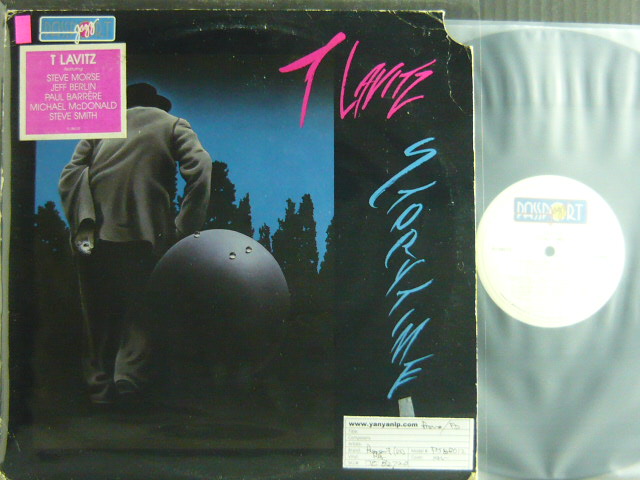 jazz
T LAVITZ
featuring
STEVE MORSE
JEFF BERLIN
PAUL BARRÈRE
MICHAEL McDONALD
STEVE SMITH
T LAVITZ
STORYTIME
PASSPORT
www.yanyanlp.com